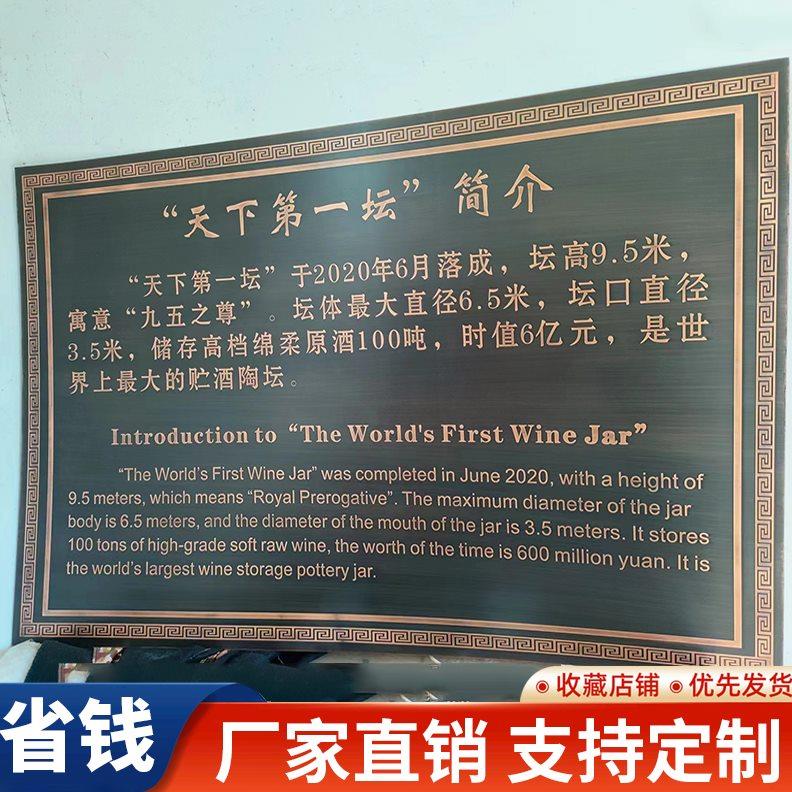 “天下第一坛”简介
“天下第一坛”于2020年6月落成，坛高9.5米，
寓意“九五之尊”。坛体最大直径6.5米，坛口直径
3.5米，储存高档绵柔原酒100吨，时值6亿元，是世
界上最大的贮酒陶坛。
Introduction to “The World's First Wine Jar”
“The World’s First Wine Jar” was completed in June 2020, with a height of
9.5 meters, which means “Royal Prerogative”. The maximum diameter of the jar
body is 6.5 meters, and the diameter of the mouth of the jar is 3.5 meters. It stores
100 tons of high-grade soft raw wine, the worth of the time is 600 million yuan. It is
the world’s largest wine storage pottery jar.
收藏店铺 优先发货
省钱
厂家直销 支持定制